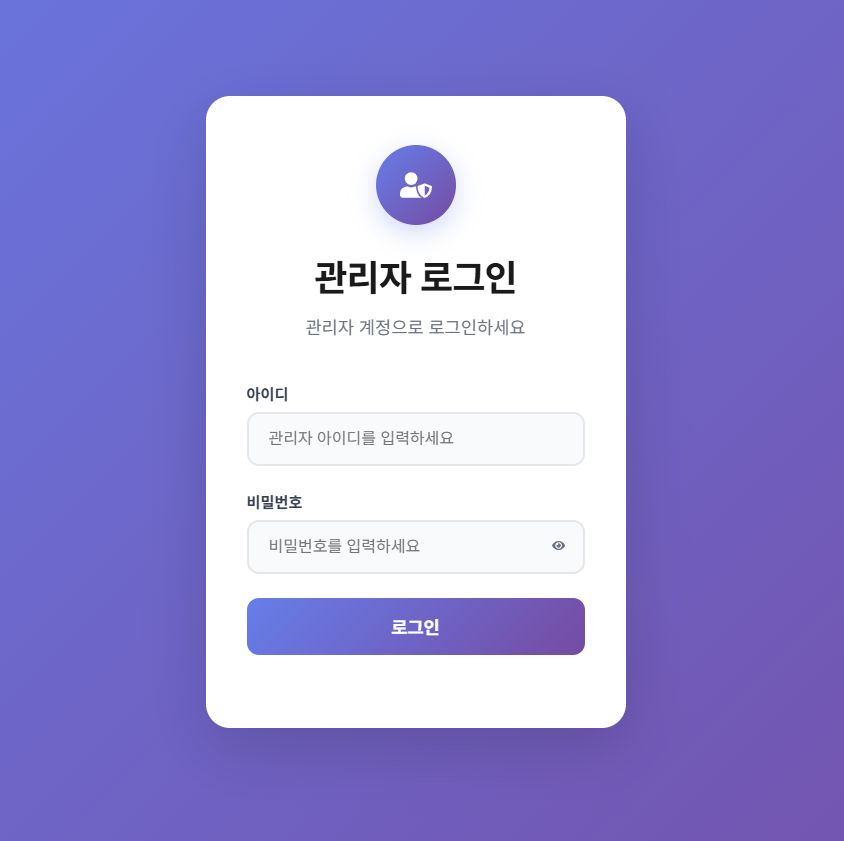 관리자 로그인
관리자 계정으로 로그인하세요
아이디
관리자 아이디를 입력하세요
비밀번호
비밀번호를 입력하세요
로그인